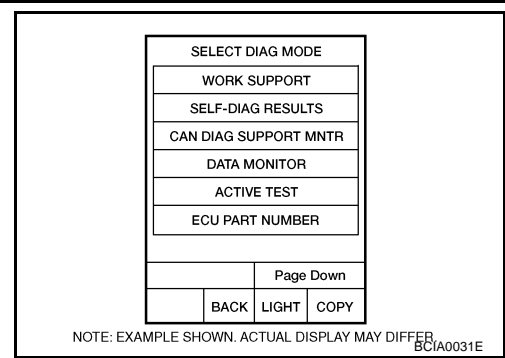 SELECT DIAG MODE
WORK SUPPORT
SELF-DIAG RESULTS
CAN DIAG SUPPORT MNTR
DATA MONITOR
ACTIVE TEST
ECU PART NUMBER
Page Down
BACK LIGHT COPY
NOTE: EXAMPLE SHOWN. ACTUAL DISPLAY MAY DIFFER.
BCIA0031E